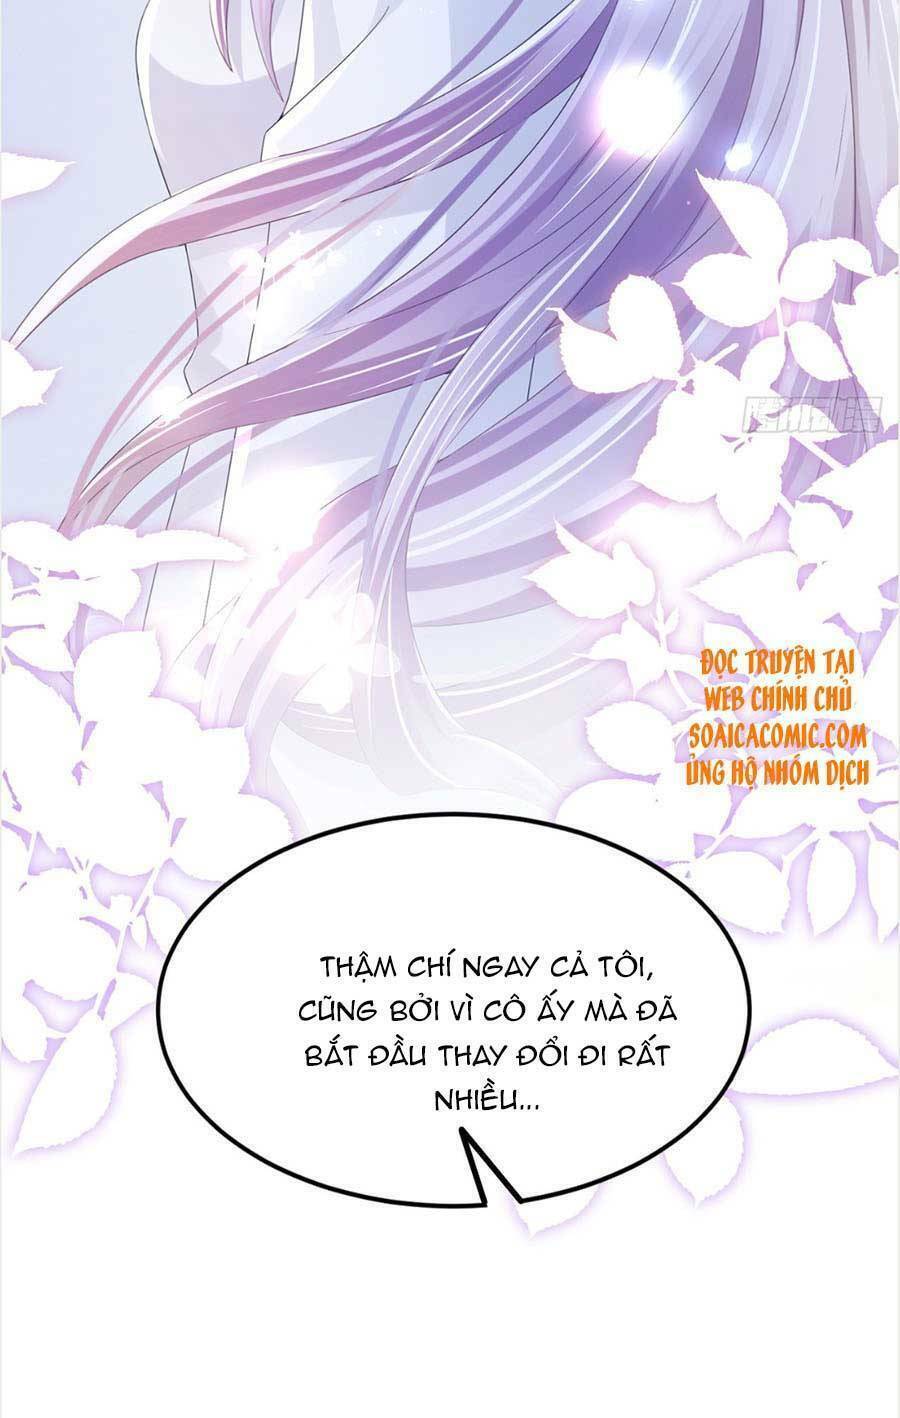 ĐỌC TRUYỆN TẠI
WEB CHÍNH CHỦ
SOAICACOMIC.COM
ỦNG HỘ NHÓM DỊCH
THẬM CHÍ NGAY CẢ TÔI,
CŨNG BỞI VÌ CÔ ẤY MÀ ĐÃ
BẮT ĐẦU THAY ĐỔI ĐI RẤT
NHIỀU...